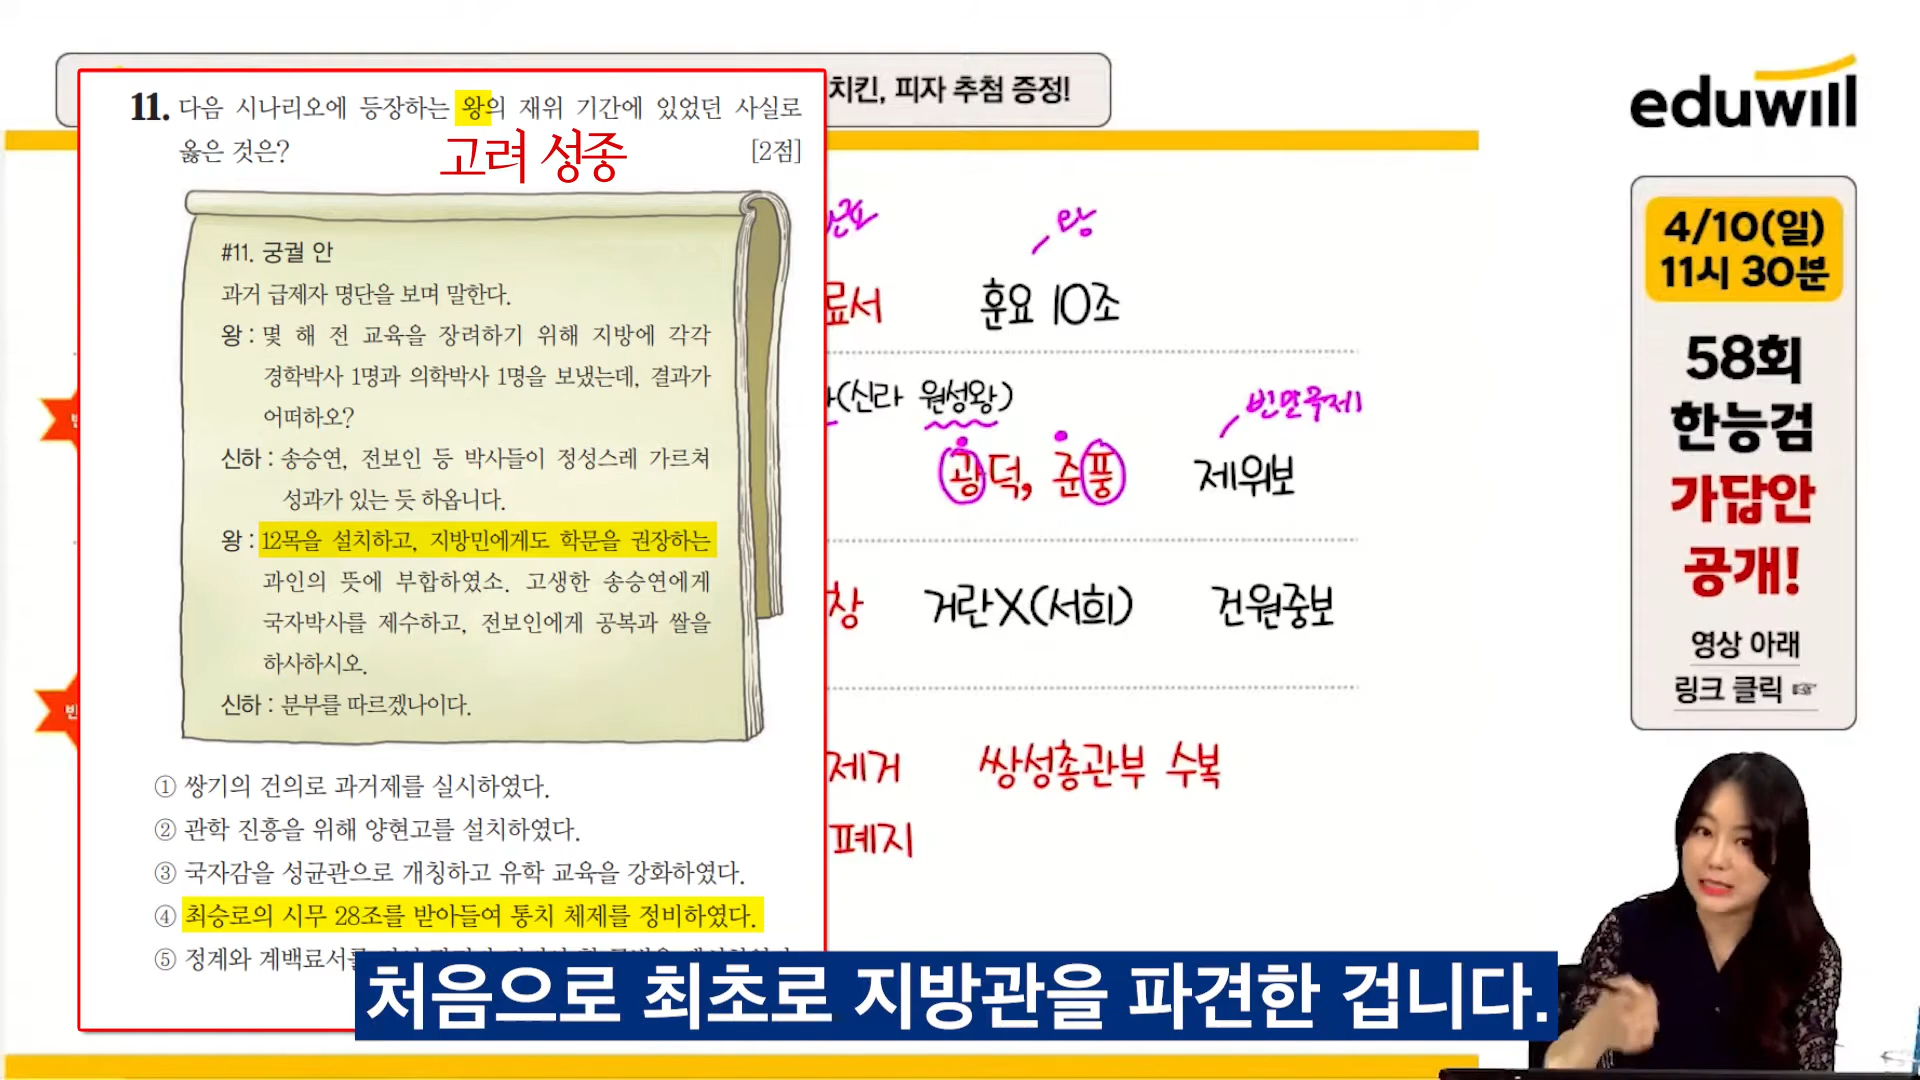 치킨, 피자 추첨 증정!
eduwill
11. 다음 시나리오에 등장하는 왕의 재위 기간에 있었던 사실로
옳은 것은? [2점]
고려 성종
#11. 궁궐 안
과거 급제자 명단을 보며 말한다.
왕 : 몇 해 전 교육을 장려하기 위해 지방에 각각
경학박사 1명과 의학박사 1명을 보냈는데, 결과가
어떠하오?
신하 : 송승연, 전보인 등 박사들이 정성스레 가르쳐
성과가 있는 듯 하옵니다.
왕 : 12목을 설치하고, 지방민에게도 학문을 권장하는
과인의 뜻에 부합하였소. 고생한 송승연에게
국자박사를 제수하고, 전보인에게 공복과 쌀을
하사하시오.
신하 : 분부를 따르겠나이다.
① 쌍기의 건의로 과거제를 실시하였다.
② 관학 진흥을 위해 양현고를 설치하였다.
③ 국자감을 성균관으로 개칭하고 유학 교육을 강화하였다.
④ 최승로의 시무 28조를 받아들여 통치 체제를 정비하였다.
⑤ 정계와 계백료서를
왕
료서 훈요 10조
(신라 원성왕)
빈민구제
광덕, 준풍 제위보
창 거란X(서희) 건원중보
제거 쌍성총관부 수복
폐지
4/10(일)
11시 30분
58회
한능검
가답안
공개!
영상 아래
링크 클릭 ☞
처음으로 최초로 지방관을 파견한 겁니다.